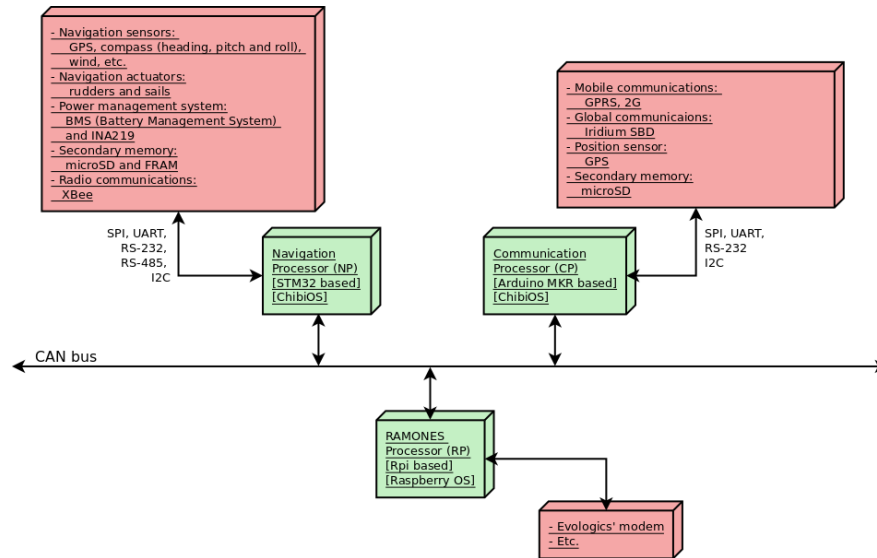 - Navigation sensors:
GPS, compass (heading, pitch and roll),
wind, etc.
- Navigation actuators:
rudders and sails
- Power management system:
BMS (Battery Management System)
and INA219
- Secondary memory:
microSD and FRAM
- Radio communications:
XBee
- Mobile communications:
GPRS, 2G
- Global communicaions:
Iridium SBD
- Position sensor:
GPS
- Secondary memory:
microSD
SPI, UART,
RS-232,
RS-485,
I2C
Navigation
Processor (NP)
[STM32 based]
[ChibiOS]
Communication
Processor (CP)
[Arduino MKR based]
[ChibiOS]
SPI, UART,
RS-232
I2C
CAN bus
RAMONES
Processor (RP)
[Rpi based]
[Raspberry OS]
- Evologics' modem
- Etc.